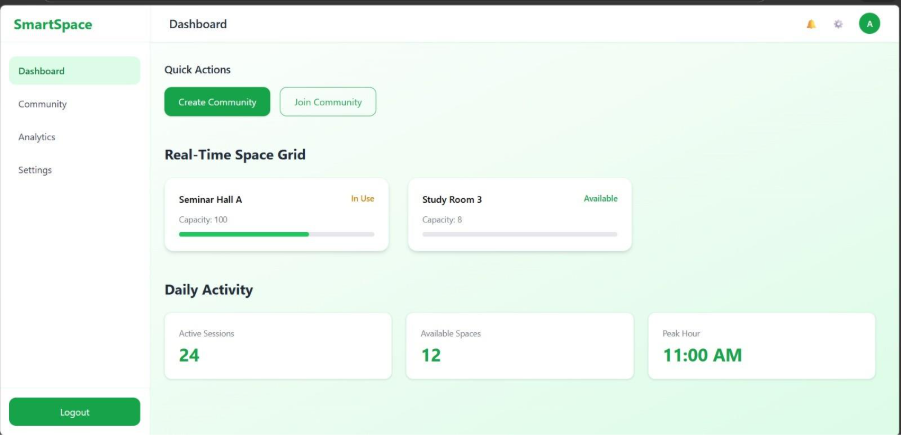 SmartSpace
Dashboard
A
Dashboard
Community
Analytics
Settings
Logout
Quick Actions
Create Community
Join Community
Real-Time Space Grid
Seminar Hall A
In Use
Capacity: 100
Study Room 3
Available
Capacity: 8
Daily Activity
Active Sessions
24
Available Spaces
12
Peak Hour
11:00 AM